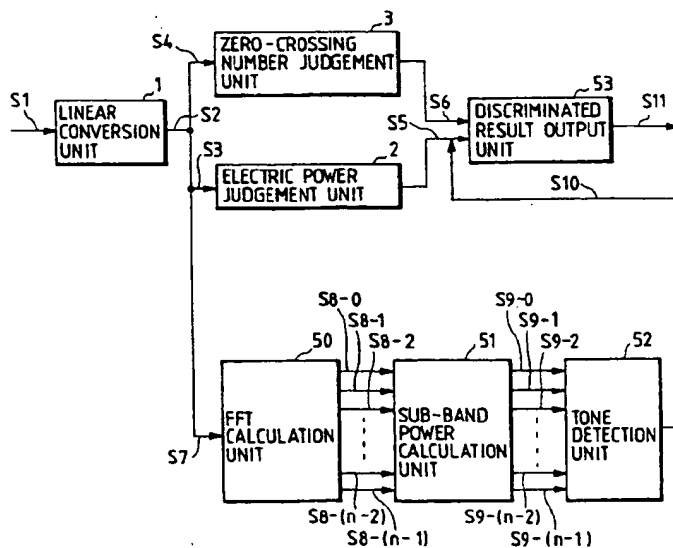 3
S4
ZERO-CROSSING
NUMBER JUDGEMENT
UNIT
1
S1
LINEAR
CONVERSION
UNIT
S2
S6
S5
53
DISCRIMINATED
RESULT OUTPUT
UNIT
S11
S3
2
ELECTRIC POWER
JUDGEMENT UNIT
S10
S8-0
S8-1
S8-2
S9-0
S9-1
S9-2
50
51
52
FFT
CALCULATION
UNIT
SUB-BAND
POWER
CALCULATION
UNIT
TONE
DETECTION
UNIT
S7
S8-(n-2)
S8-(n-1)
S9-(n-2)
S9-(n-1)